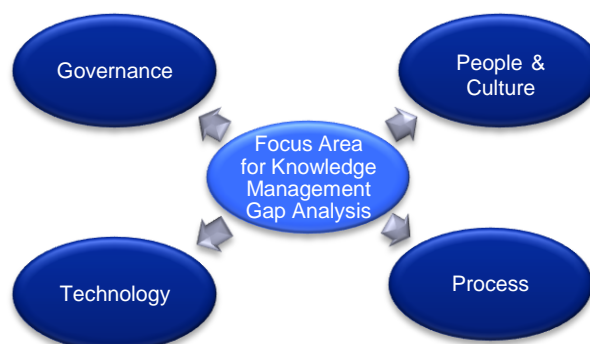 Governance
People &
Culture
Focus Area
for Knowledge
Management
Gap Analysis
Technology
Process